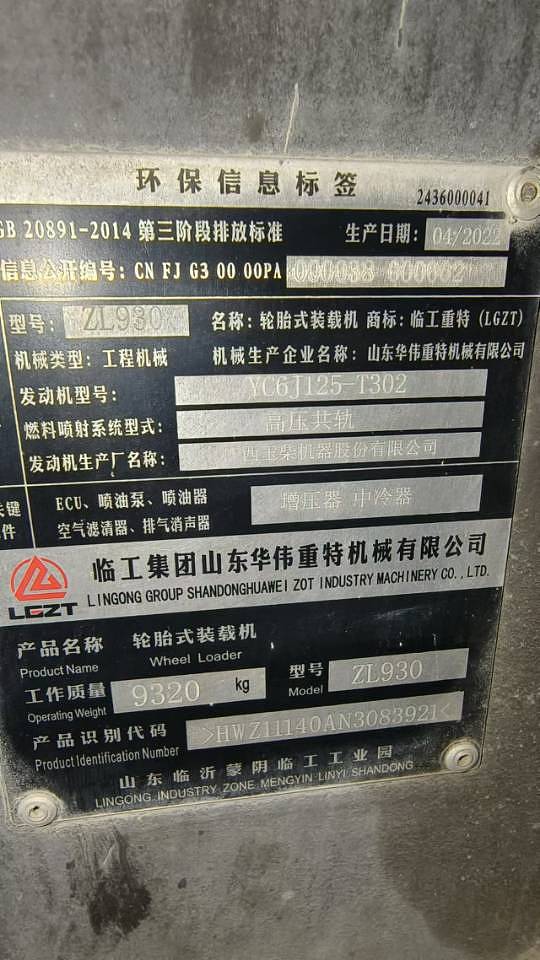 环保信息标签
2436000041
GB 20891-2014 第三阶段排放标准 生产日期: 04/2022
信息公开编号: CN FJ G3 00 00PA 090038 000002
型号: ZL930 名称: 轮胎式装载机 商标: 临工重特 (LGZT)
机械类型: 工程机械 机械生产企业名称: 山东华伟重特机械有限公司
发动机型号: YC6J125-T302
燃料喷射系统型式: 高压共轨
发动机生产厂名称: 西玉柴机器股份有限公司
关键 ECU、喷油泵、喷油器 增压器 中冷器
件 空气滤清器、排气消声器
LGZT 临工集团山东华伟重特机械有限公司
LINGONG GROUP SHANDONGHUAWEI ZOT INDUSTRY MACHINERY CO., LTD.
产品名称 轮胎式装载机
Product Name Wheel Loader
工作质量 9320 kg 型号 ZL930
Operating Weight Model
产品识别代码 >HWZ11140AN3083921<
Product Identification Number
山东临沂蒙阴临工工业园
LINGONG INDUSTRY ZONE MENGYIN LINYI SHANDONG